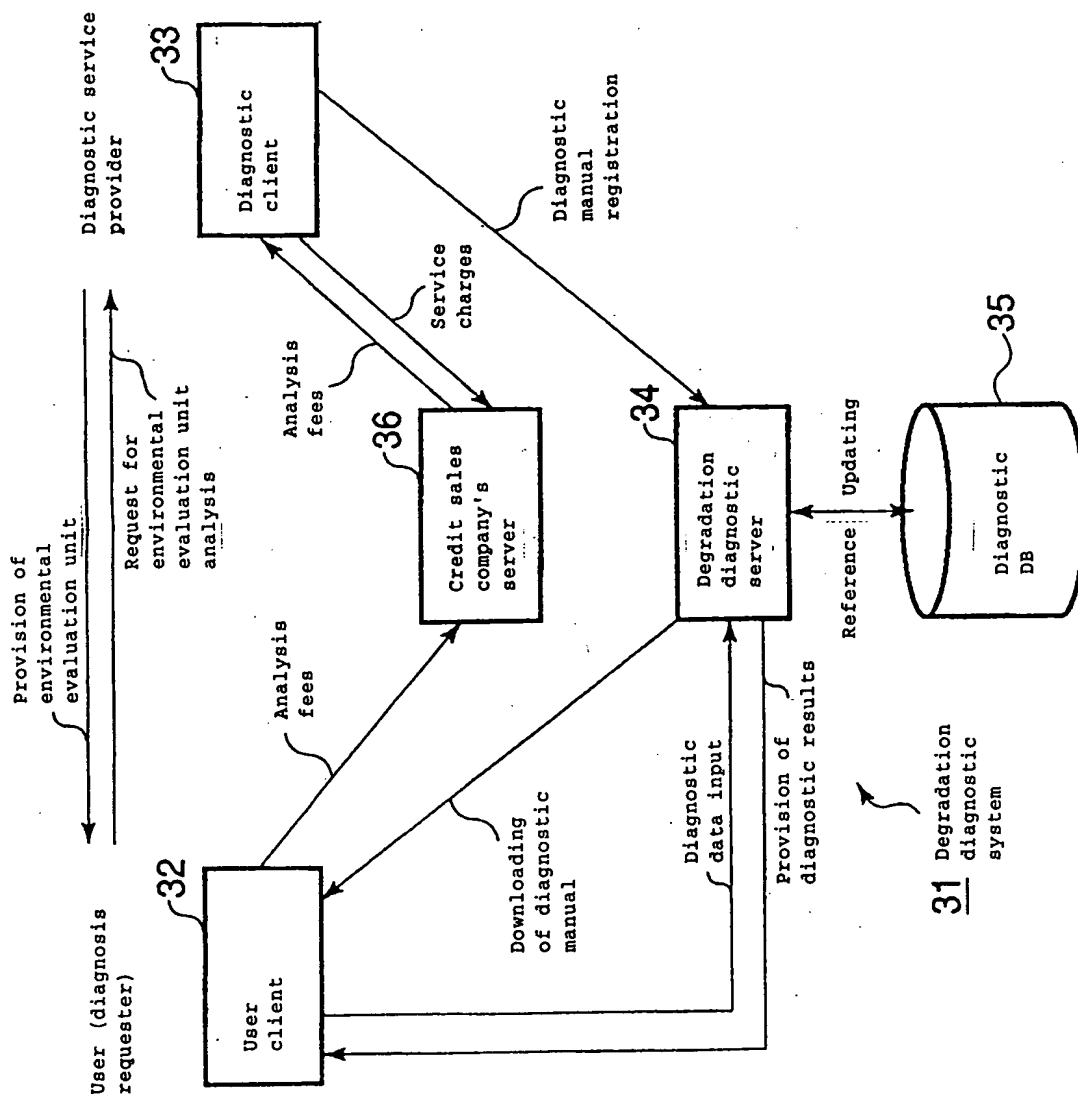 User (diagnosis
requester)
Provision of
environmental
evaluation unit
Request for
environmental
evaluation unit
analysis
Diagnostic service
provider
32
User
client
33
Diagnostic
client
Analysis
fees
Analysis
fees
Service
charges
36
Credit sales
company's
server
Downloading
of diagnostic
manual
Diagnostic
manual
registration
34
Degradation
diagnostic
server
Diagnostic
data input
Provision of
diagnostic results
Reference
Updating
35
Diagnostic
DB
31 Degradation
diagnostic
system